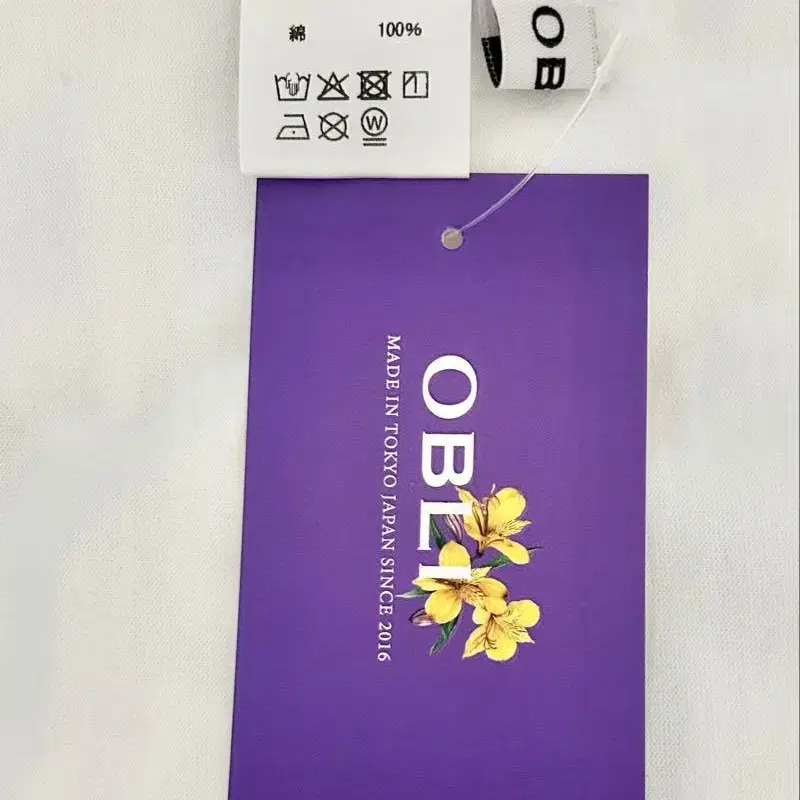 綿 100%
W
OB
OBLI
MADE IN TOKYO JAPAN SINCE 2016